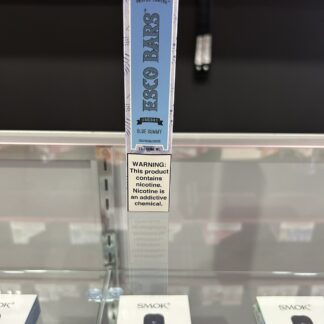 ESCO BARS
BLUE GUMMY
WARNING:
This product
contains
nicotine.
Nicotine is
an addictive
chemical.
SMOK
SMOK
SMOK